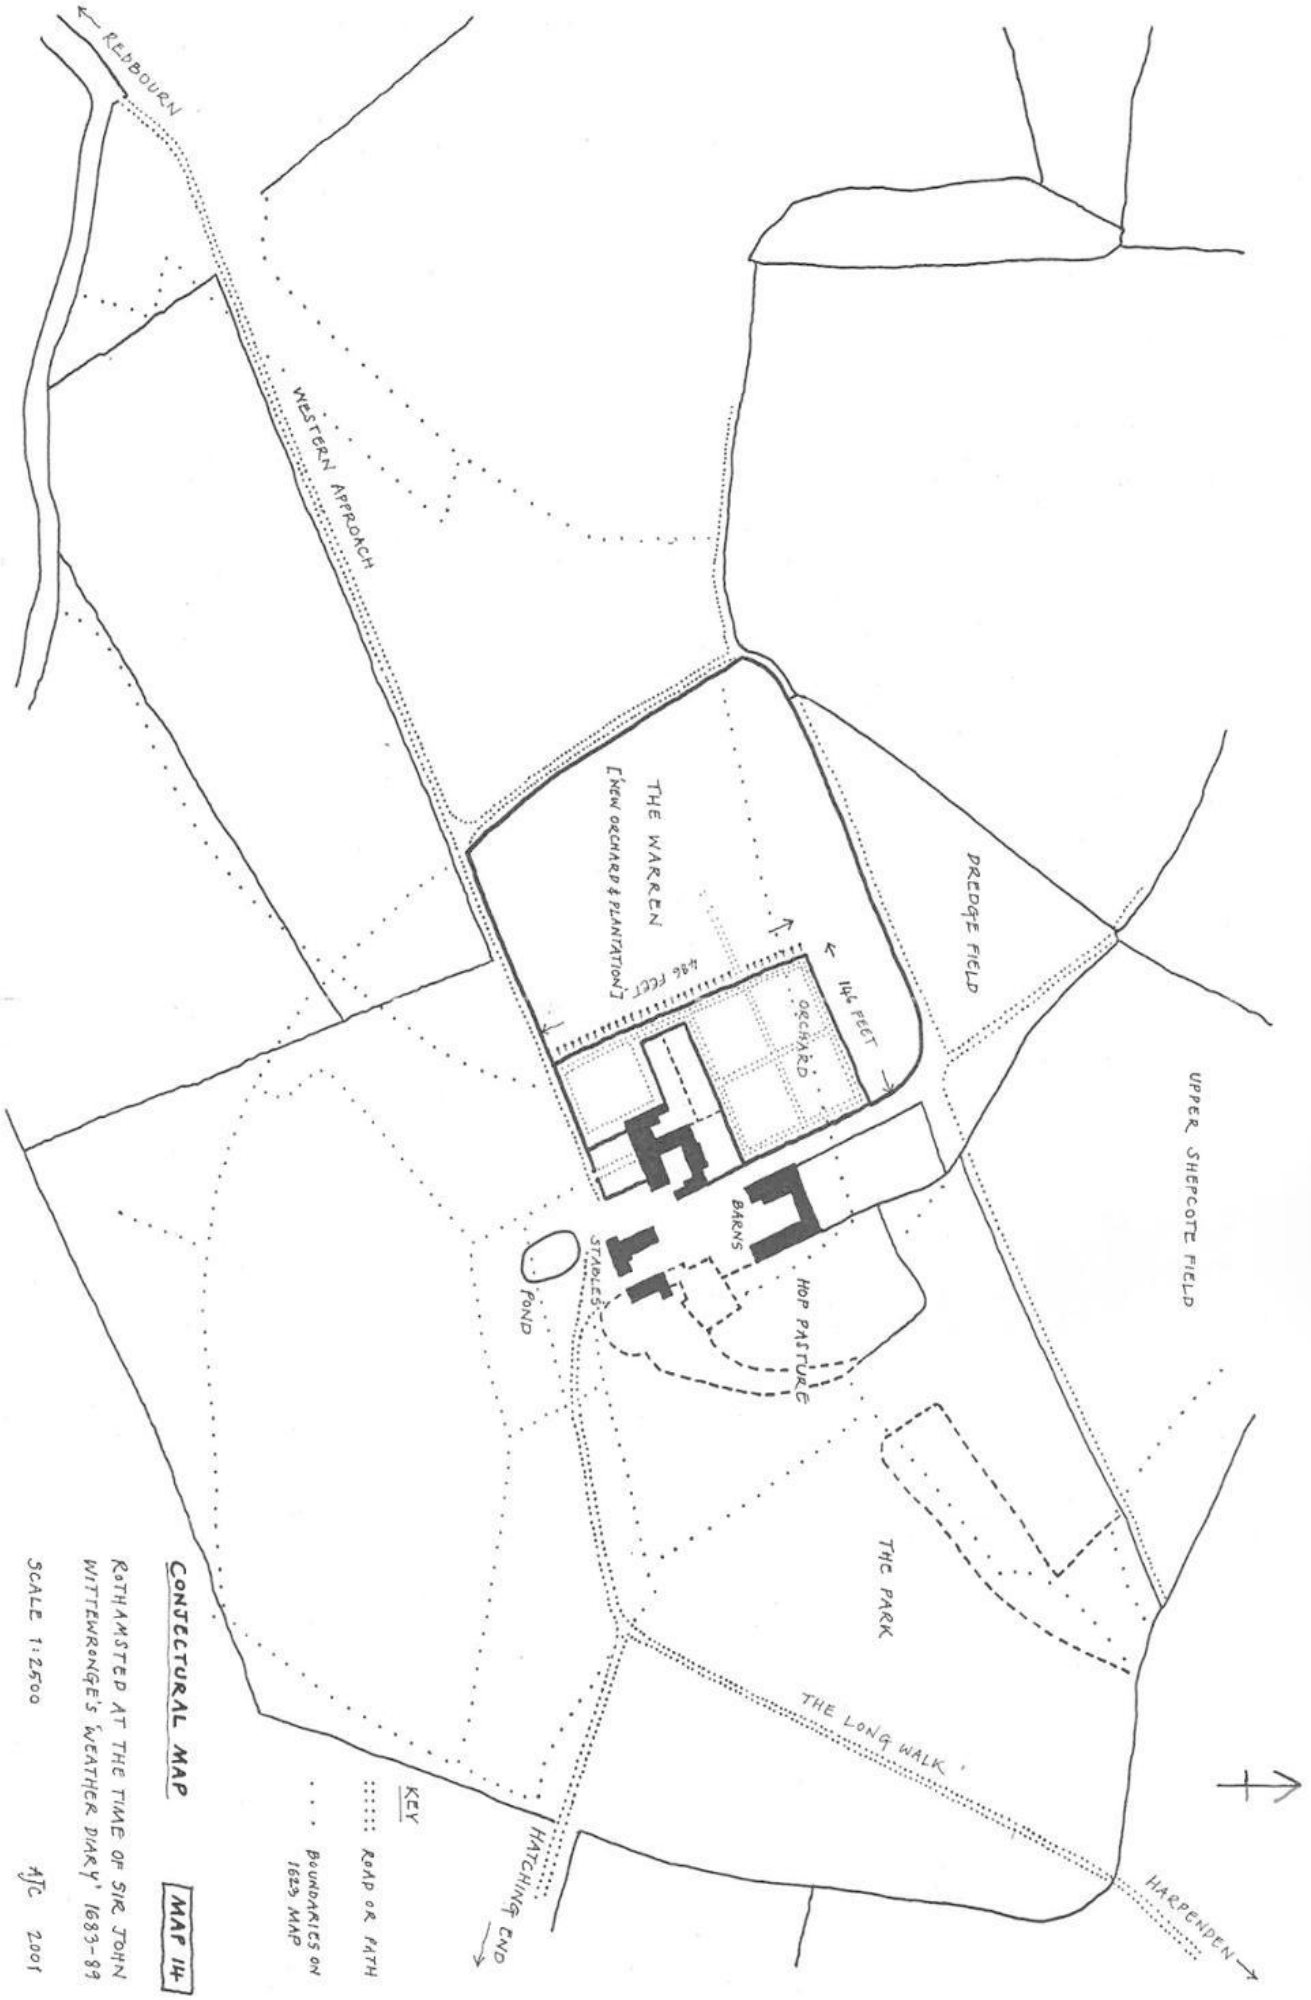 REDBOURN
WESTERN APPROACH
THE WARREN
['NEW ORCHARD & PLANTATION']
486 FEET
146 FEET
ORCHARD
DREDGE FIELD
UPPER SHEPCOTE FIELD
BARNS
STABLES
POND
HOP PASTURE
THE PARK
THE LONG WALK
HARPENDEN
HATCHING END
KEY
ROAD OR PATH
BOUNDARIES ON
1623 MAP
CONJECTURAL MAP
MAP 14
ROTHAMSTED AT THE TIME OF SIR JOHN
WITTEWRONGE'S 'WEATHER DIARY' 1683-89
SCALE 1:2500
AJC 2001